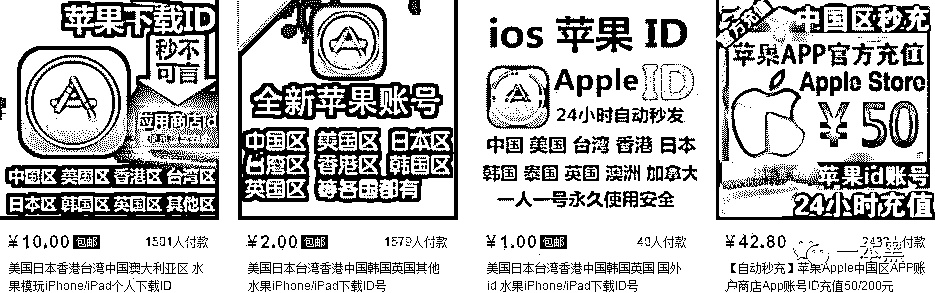 苹果下载ID
秒不
可言
应用商店id
中国区 美国区 香港区 台湾区
日本区 韩国区 英国区 其他区
¥10.00 包邮 1501人付款
美国日本香港台湾中国澳大利亚区 水
果模玩iPhone/iPad个人下载ID
全新苹果账号
中国区 美国区 日本区
台湾区 香港区 韩国区
英国区 等各国都有
¥2.00 包邮 1579人付款
美国日本台湾香港中国韩国英国其他
水果iPhone/iPad下载ID号
ios 苹果 ID
Apple ID
24小时自动秒发
中国 美国 台湾 香港 日本
韩国 泰国 英国 澳洲 加拿大
一人一号永久使用安全
¥1.00 包邮 40人付款
美国日本香港台湾中国韩国英国 国外
id 水果iPhone/iPad下载ID号
中国区秒充
苹果APP官方充值
Apple Store
¥50
苹果id账号
24小时充值
¥42.80 人付款
一本黑
【自动秒充】苹果Apple中国区APP账
户商店App账号ID充值50/200元